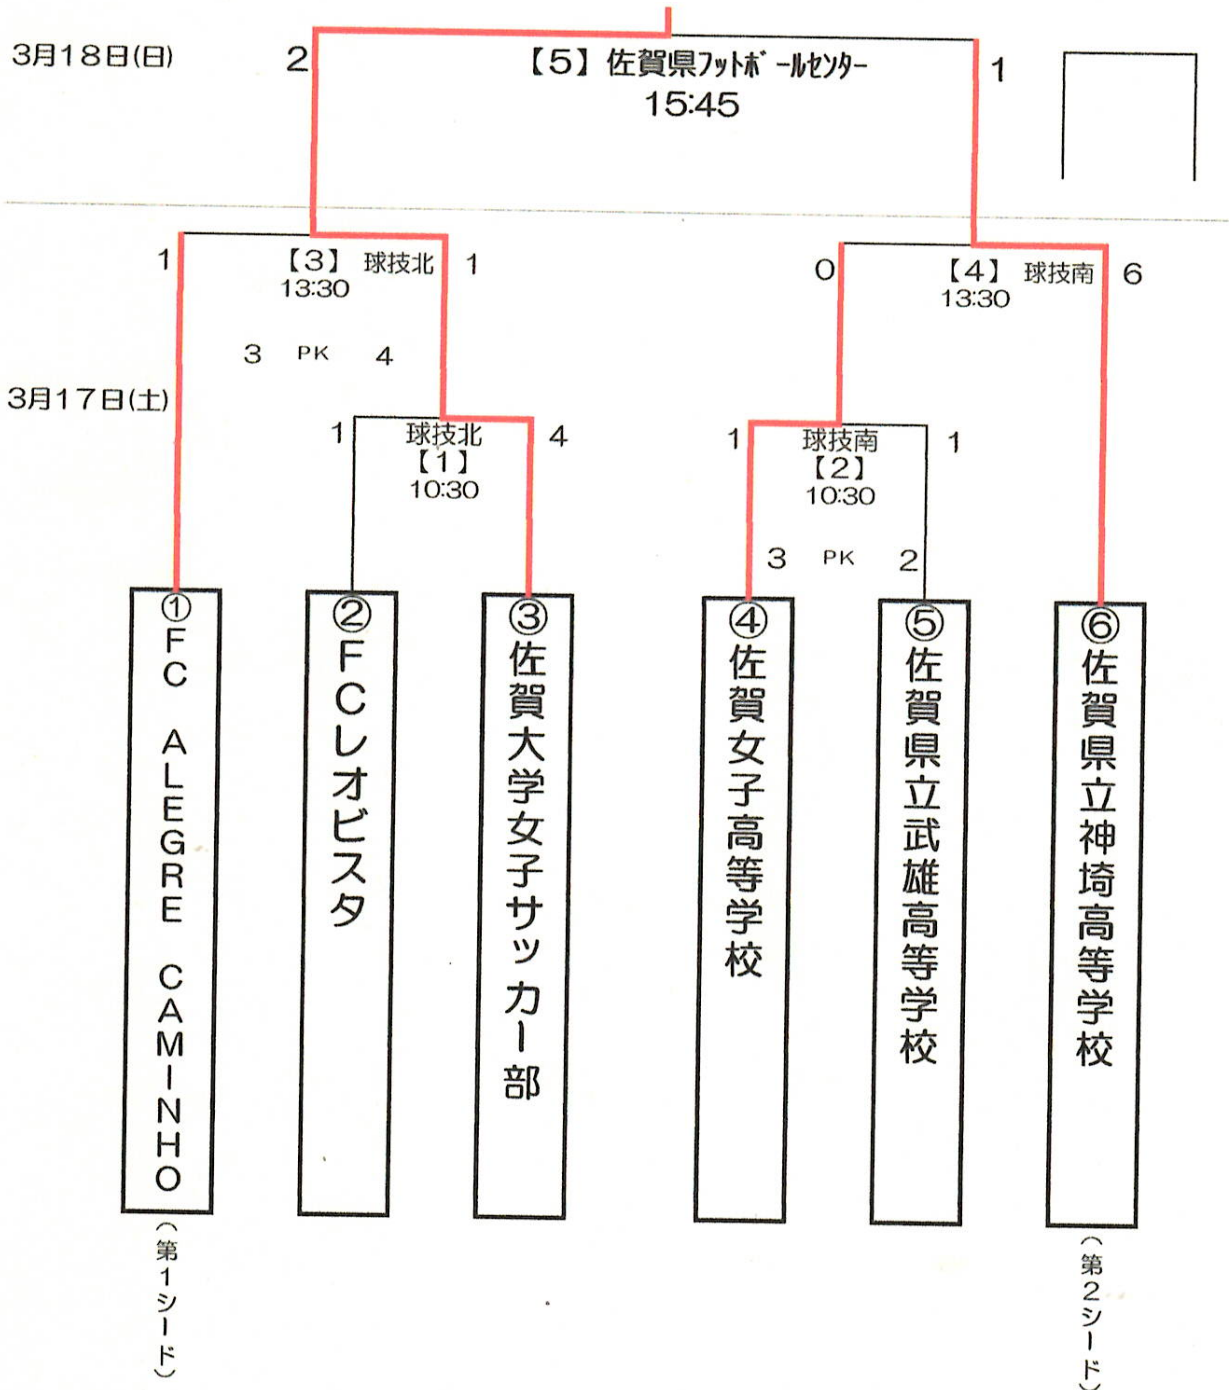 3月18日(日)
2
【5】佐賀県フットボールセンター
1
15:45
1
【3】 球技北
1
13:30
0
【4】 球技南
6
13:30
3 PK 4
3月17日(土)
1
球技北
4
【1】
10:30
1
球技南
1
【2】
10:30
3 PK 2
①FC ALEGRE CAMINHO
(第1シード)
②FCレオビスタ
③佐賀大学女子サッカー部
④佐賀女子高等学校
⑤佐賀県立武雄高等学校
⑥佐賀県立神埼高等学校
(第2シード)